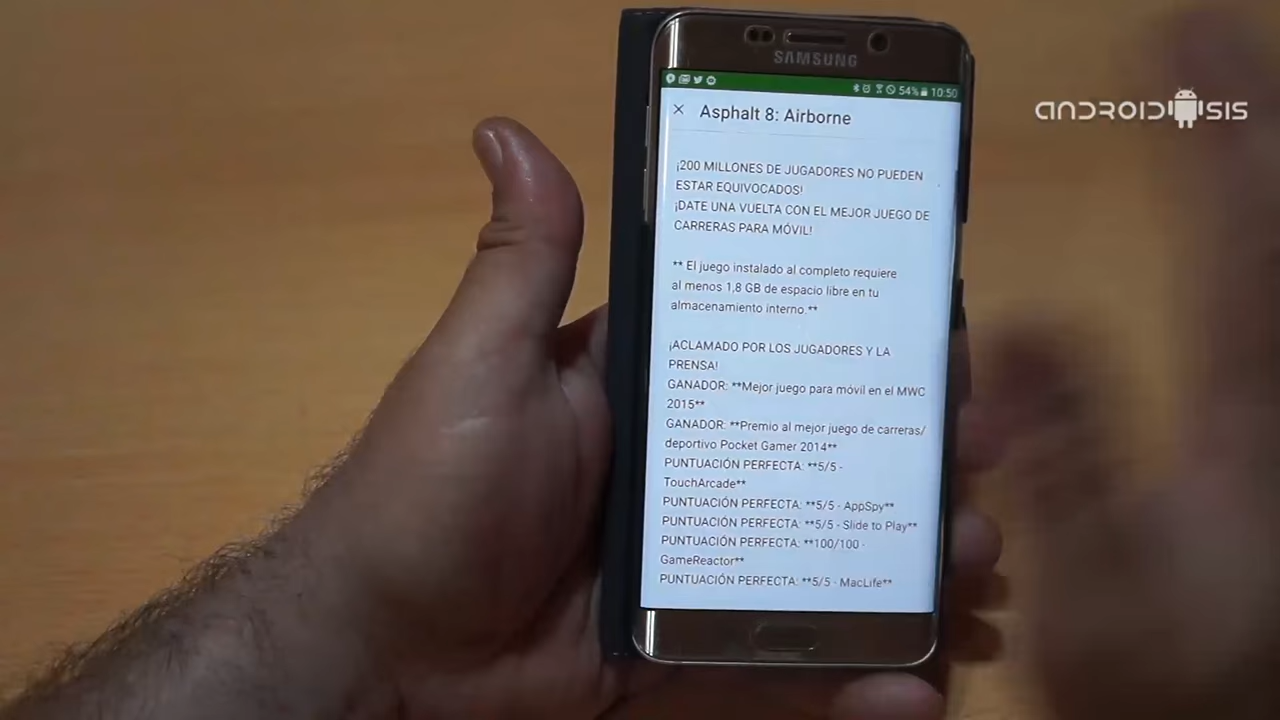 SAMSUNG
54% 10:50
Asphalt 8: Airborne
ANDROIDSIS
¡200 MILLONES DE JUGADORES NO PUEDEN
ESTAR EQUIVOCADOS!
¡DATE UNA VUELTA CON EL MEJOR JUEGO DE
CARRERAS PARA MÓVIL!
** El juego instalado al completo requiere
al menos 1,8 GB de espacio libre en tu
almacenamiento interno.**
¡ACLAMADO POR LOS JUGADORES Y LA
PRENSA!
GANADOR: **Mejor juego para móvil en el MWC
2015**
GANADOR: **Premio al mejor juego de carreras/
deportivo Pocket Gamer 2014**
PUNTUACIÓN PERFECTA: **5/5 -
TouchArcade**
PUNTUACIÓN PERFECTA: **5/5 - AppSpy**
PUNTUACIÓN PERFECTA: **5/5 - Slide to Play**
PUNTUACIÓN PERFECTA: **100/100 -
GameReactor**
PUNTUACIÓN PERFECTA: **5/5 - MacLife**